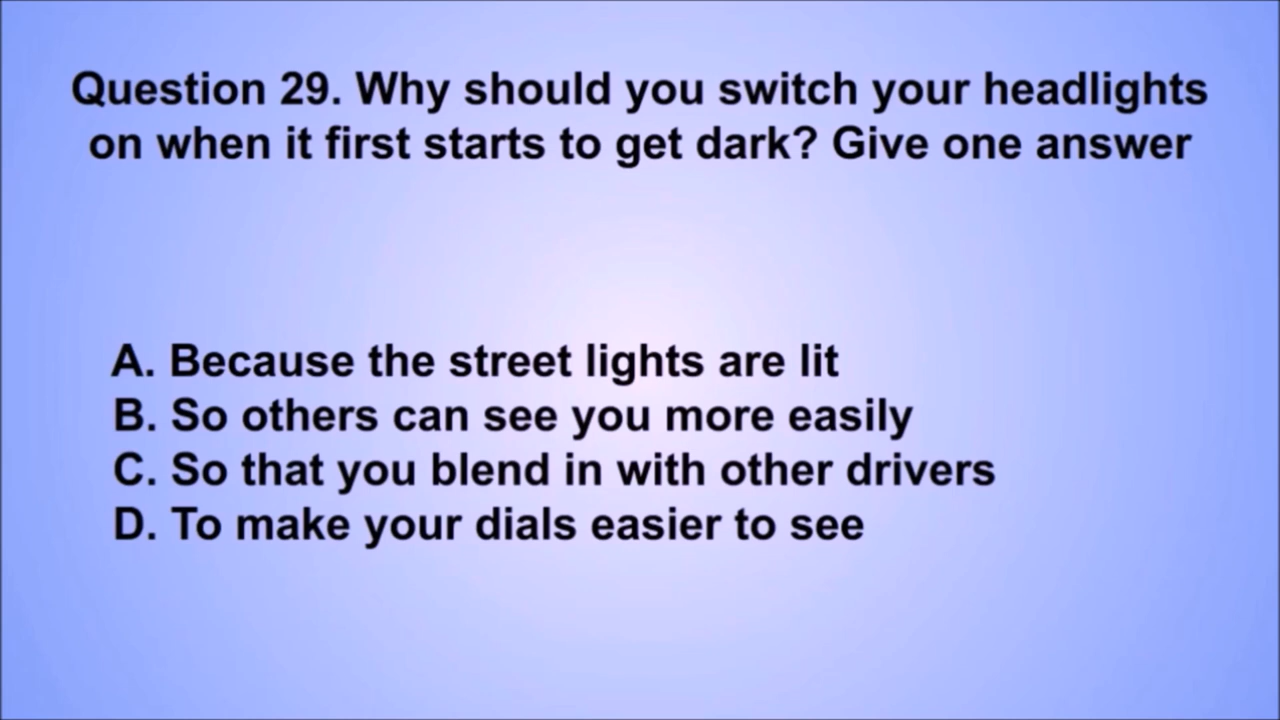 Question 29. Why should you switch your headlights
on when it first starts to get dark? Give one answer
A. Because the street lights are lit
B. So others can see you more easily
C. So that you blend in with other drivers
D. To make your dials easier to see